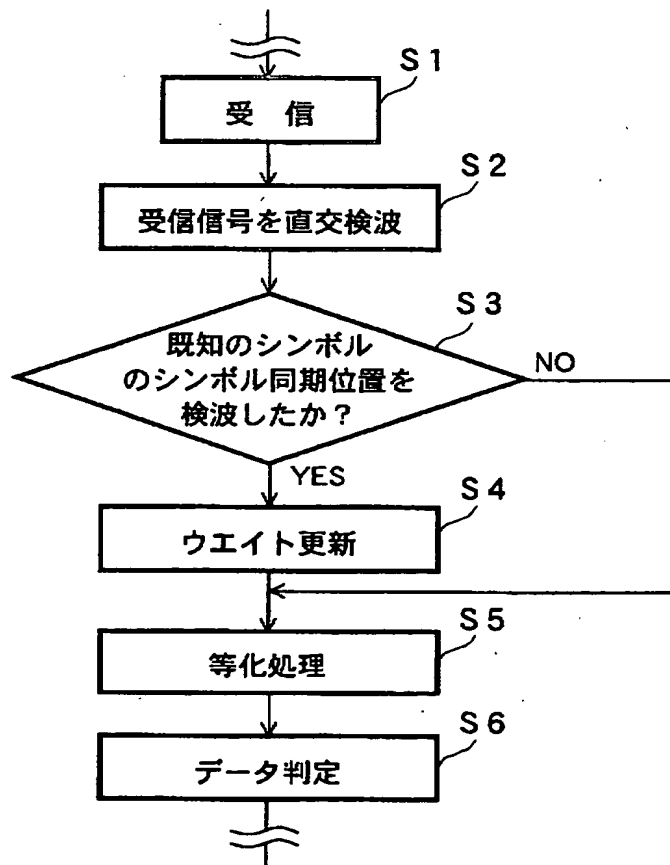 S1
受 信
S2
受信信号を直交検波
S3
既知のシンボル
のシンボル同期位置を
検波したか?
NO
YES
S4
ウエイト更新
S5
等化処理
S6
データ判定